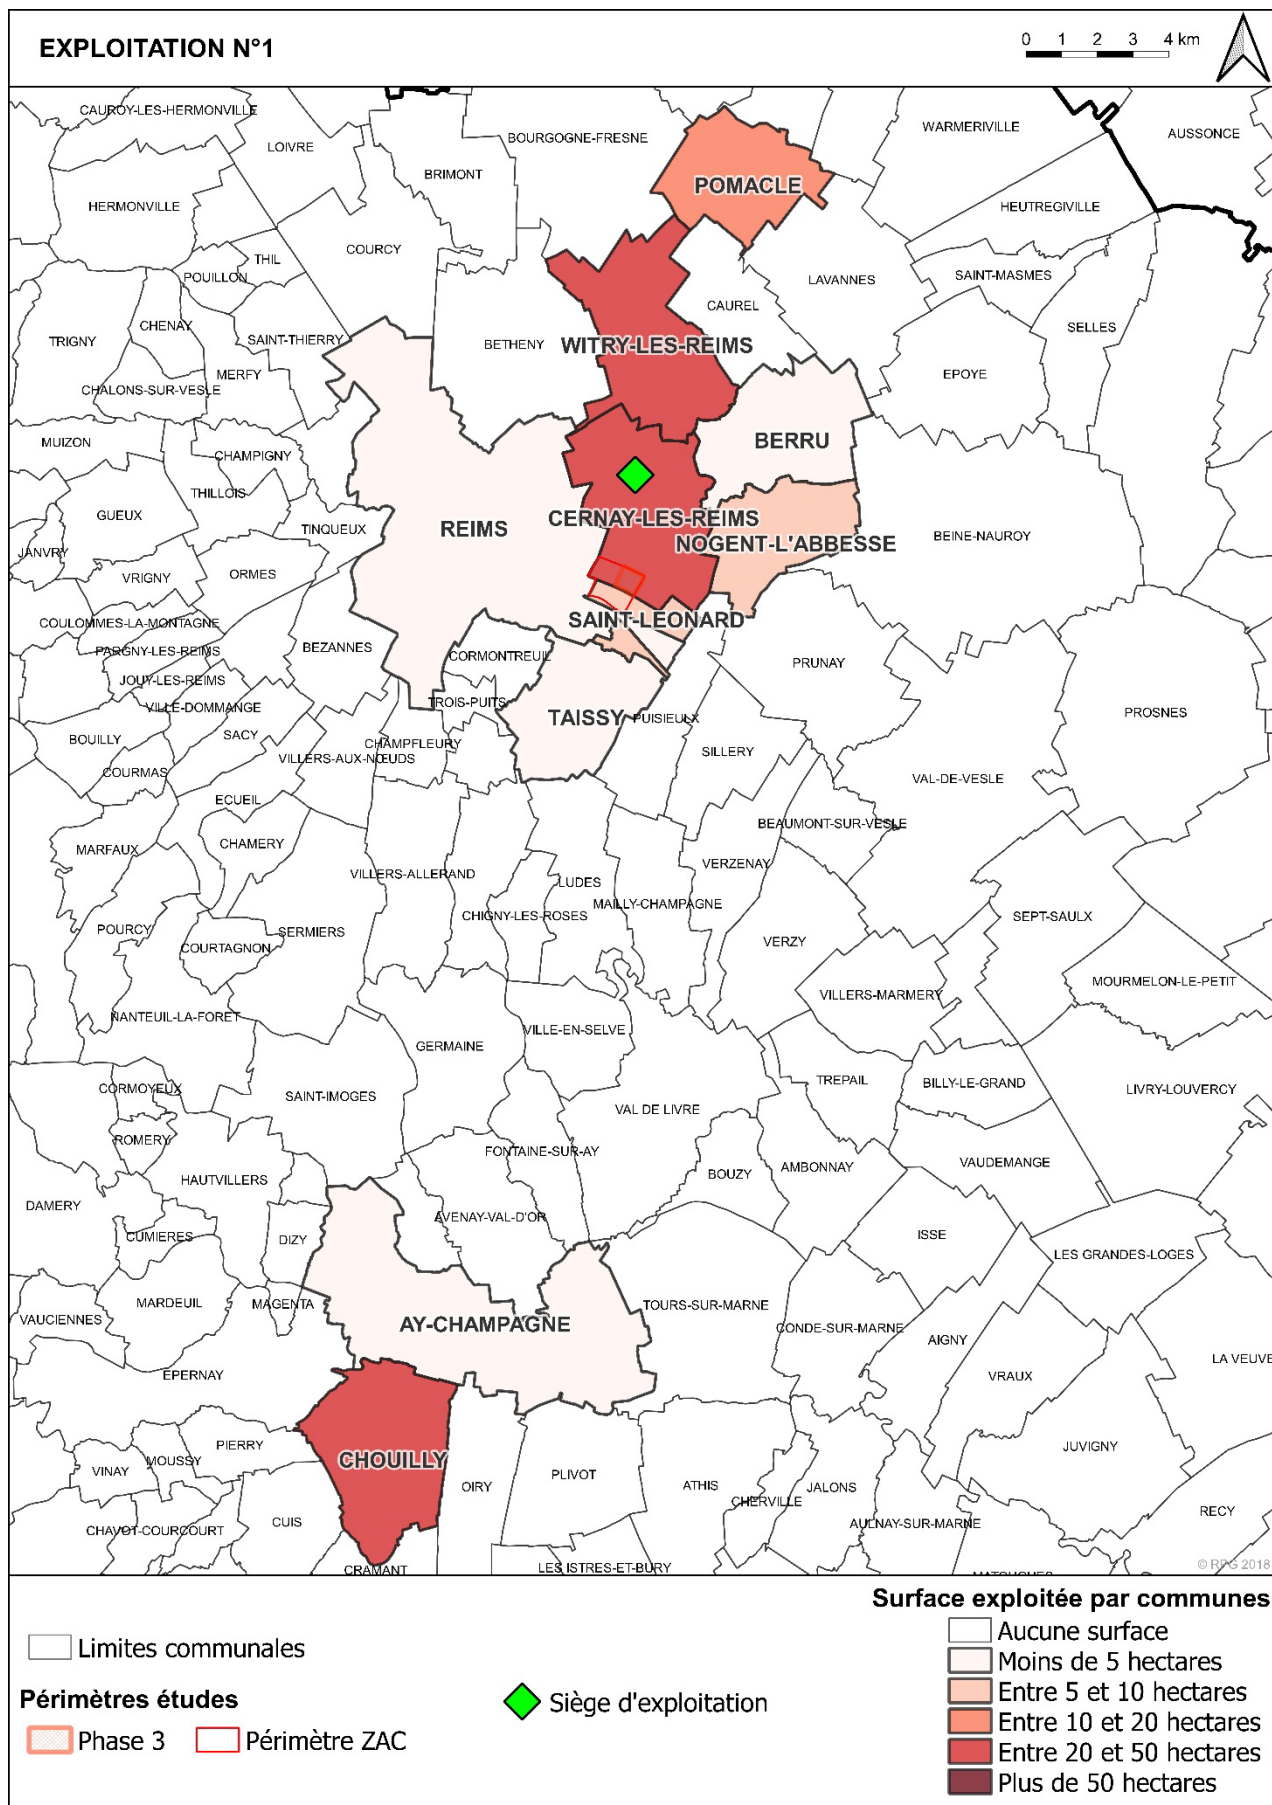 EXPLOITATION N°1
0 1 2 3 4 km
CAUROY-LES-HERMONVILLE
WARMERIVILLE
AUSSONCE
BOURGOGNE-FRESNE
LOIVRE
BRIMONT
POMACLE
HERMONVILLE
HEUTREGIVILLE
COURCY
THIL
POUILLON
SAINT-MASMES
LAVANNES
CAUREL
CHENAY
SELLES
TRIGNY
SAINT-THIERRY
BETHENY
WITRY-LES-REIMS
MERFY
EPOYE
CHALONS-SUR-VESLE
MUIZON
BERRU
CHAMPIGNY
THILLOIS
GUEUX
CERNAY-LES-REIMS
TINQUEUX
REIMS
BEINE-NAUROY
NOGENT-L'ABBESSE
JANVRY
VRIGNY
ORMES
COULOMMES-LA-MONTAGNE
SAINT-LEONARD
BEZANNES
PARGNY-LES-REIMS
CORMONTREUIL
PRUNAY
JOUY-LES-REIMS
TROIS-PUITS
VILLE-DOMMANGE
PROSNES
TAISSY
PUISIEULX
SACY
BOUILLY
CHAMPFLEURY
SILLERY
VILLERS-AUX-NŒUDS
COURMAS
VAL-DE-VESLE
ECUEIL
BEAUMONT-SUR-VESLE
CHAMERY
MARFAUX
VERZENAY
VILLERS-ALLERAND
LUDES
MAILLY-CHAMPAGNE
CHIGNY-LES-ROSES
SEPT-SAULX
POURCY
SERMIERS
VERZY
COURTAGNON
MOURMELON-LE-PETIT
VILLERS-MARMERY
NANTEUIL-LA-FORET
VILLE-EN-SELVE
GERMAINE
TREPAIL
BILLY-LE-GRAND
CORMOYEUX
LIVRY-LOUVERCY
SAINT-IMOGES
VAL DE LIVRE
ROMERY
FONTAINE-SUR-AY
VAUDEMANGE
AMBONNAY
BOUZY
HAUTVILLERS
DAMERY
AVENAY-VAL-D'OR
CUMIERES
ISSE
DIZY
LES GRANDES-LOGES
MARDEUIL
MAGENTA
TOURS-SUR-MARNE
VAUCIENNES
AY-CHAMPAGNE
CONDE-SUR-MARNE
AIGNY
LA VEUVE
EPERNAY
VRAUX
PIERRY
JUVIGNY
CHOUILLY
MOUSSY
VINAY
PLIVOT
OIRY
ATHIS
JALONS
CHERVILLE
RECY
CUIS
AULNAY-SUR-MARNE
CHAVOT-COURCOURT
© RPG 2018
LES ISTRES-ET-BURY
CRAMANT
Surface exploitée par communes
Limites communales
Aucune surface
Moins de 5 hectares
Périmètres études
Siège d'exploitation
Entre 5 et 10 hectares
Entre 10 et 20 hectares
Phase 3
Périmètre ZAC
Entre 20 et 50 hectares
Plus de 50 hectares